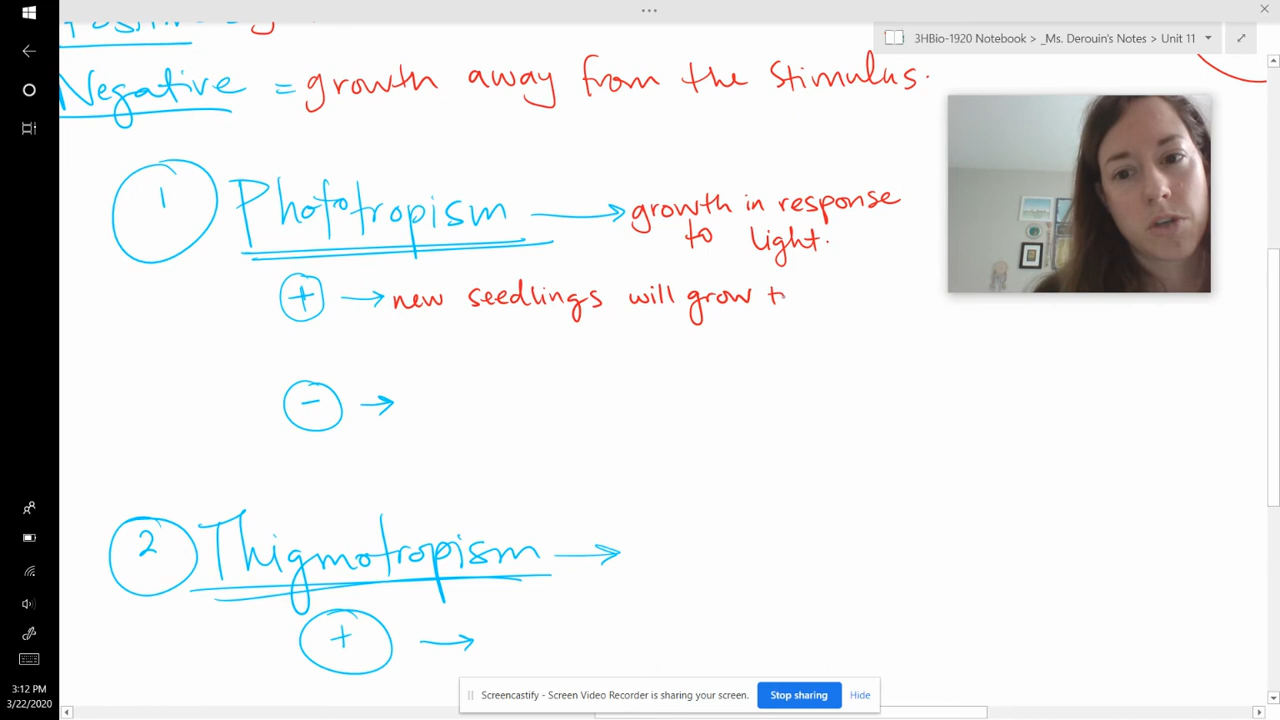 3HBio-1920 Notebook > _Ms. Derouin's Notes > Unit 11
Positive = g
Negative = growth away from the stimulus.
1 Phototropism → growth in response
to light.
+ → new seedlings will grow t
- →
2 Thigmotropism →
+ →
Screencastify - Screen Video Recorder is sharing your screen. Stop sharing Hide
3:12 PM
3/22/2020